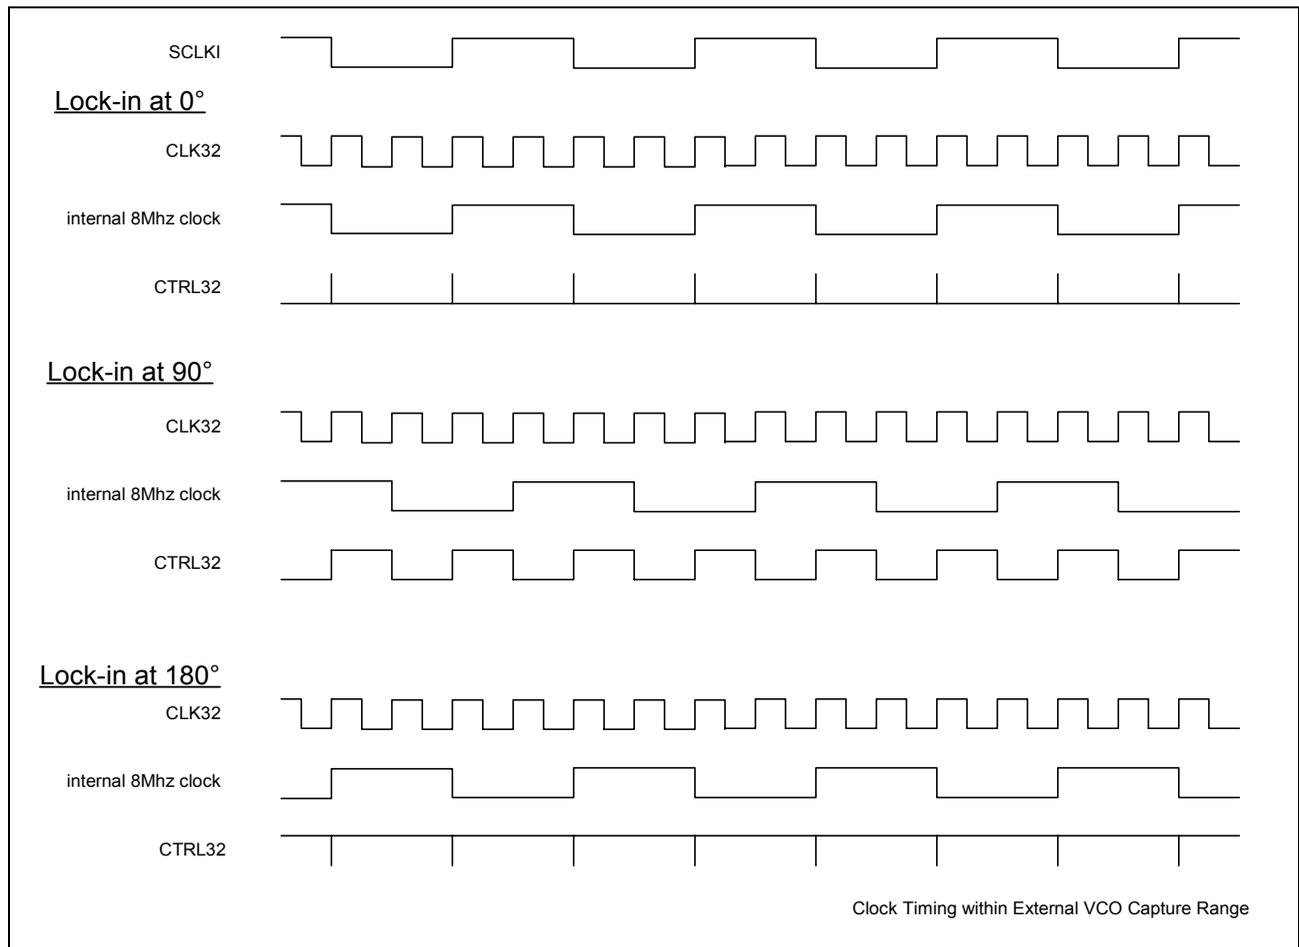 SCLKI
Lock-in at 0°
CLK32
internal 8Mhz clock
CTRL32
Lock-in at 90°
CLK32
internal 8Mhz clock
CTRL32
Lock-in at 180°
CLK32
internal 8Mhz clock
CTRL32
Clock Timing within External VCO Capture Range